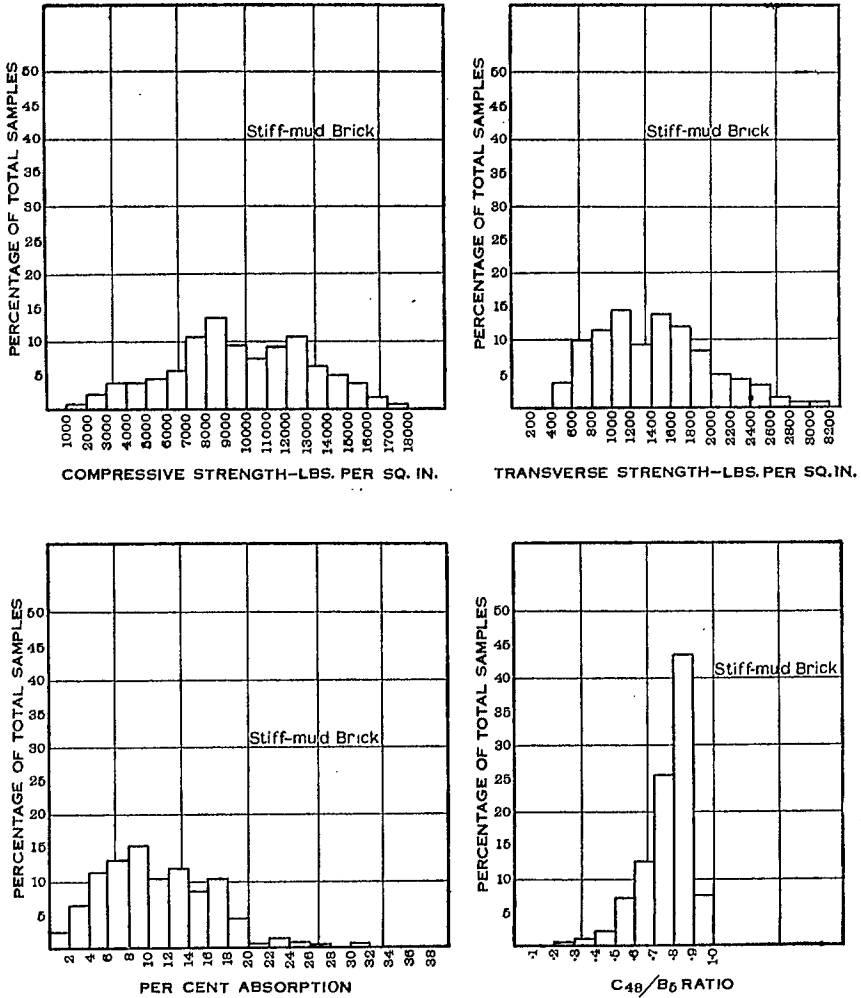 PERCENTAGE OF TOTAL SAMPLES
50
45
40
35
30
25
20
15
10
5
Stiff-mud Brick
1000 2000 3000 4000 5000 6000 7000 8000 9000 10000 11000 12000 13000 14000 15000 16000 17000 18000
COMPRESSIVE STRENGTH-LBS. PER SQ. IN.
PERCENTAGE OF TOTAL SAMPLES
50
45
40
35
30
25
20
15
10
5
Stiff-mud Brick
200 400 600 800 1000 1200 1400 1600 1800 2000 2200 2400 2600 2800 3000 3200
TRANSVERSE STRENGTH-LBS. PER SQ. IN.
PERCENTAGE OF TOTAL SAMPLES
50
45
40
35
30
25
20
15
10
5
Stiff-mud Brick
2 4 6 8 10 12 14 16 18 20 22 24 26 28 30 32 34 36 38
PER CENT ABSORPTION
PERCENTAGE OF TOTAL SAMPLES
50
45
40
35
30
25
20
15
10
5
Stiff-mud Brick
.1 .2 .3 .4 .5 .6 .7 .8 .9 1.0
C48/B5 RATIO